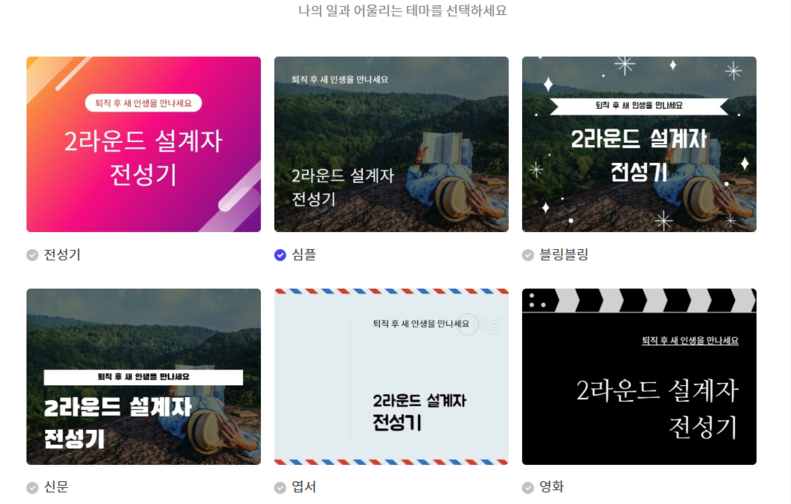 나의 일과 어울리는 테마를 선택하세요
퇴직 후 새 인생을 만나세요
2라운드 설계자
전성기
전성기
퇴직 후 새 인생을 만나세요
2라운드 설계자
전성기
심플
퇴직 후 새 인생을 만나세요
2라운드 설계자
전성기
블링블링
퇴직 후 새 인생을 만나세요
2라운드 설계자
전성기
신문
퇴직 후 새 인생을 만나세요
2라운드 설계자
전성기
엽서
퇴직 후 새 인생을 만나세요
2라운드 설계자
전성기
영화